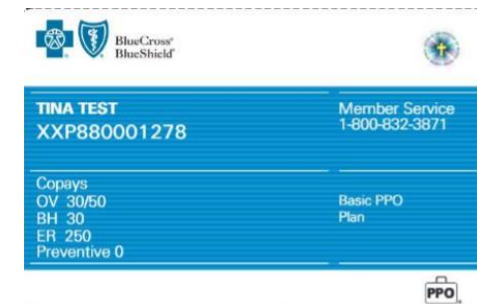 BlueCross®
BlueShield®
TINA TEST
XXP880001278
Member Service
1-800-832-3871
Copays
OV 30/50
BH 30
ER 250
Preventive 0
Basic PPO
Plan
PPO